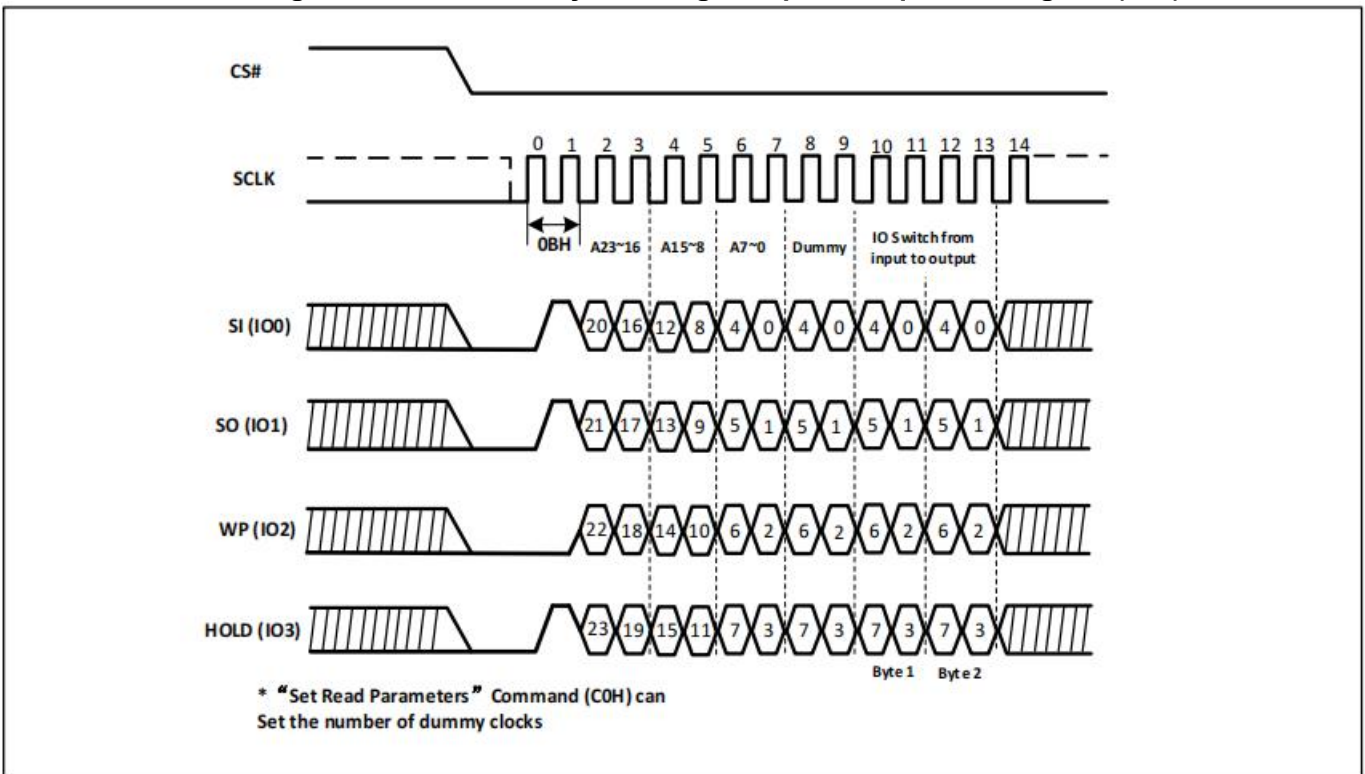 CS#
0 1 2 3 4 5 6 7 8 9 10 11 12 13 14
SCLK
0BH A23~16 A15~8 A7~0 Dummy IO Switch from
input to output
SI (IO0) 20 16 12 8 4 0 4 0 4 0 4 0
SO (IO1) 21 17 13 9 5 1 5 1 5 1 5 1
WP (IO2) 22 18 14 10 6 2 6 2 6 2 6 2
HOLD (IO3) 23 19 15 11 7 3 7 3 7 3 7 3
Byte 1 Byte 2
* “Set Read Parameters” Command (C0H) can
Set the number of dummy clocks